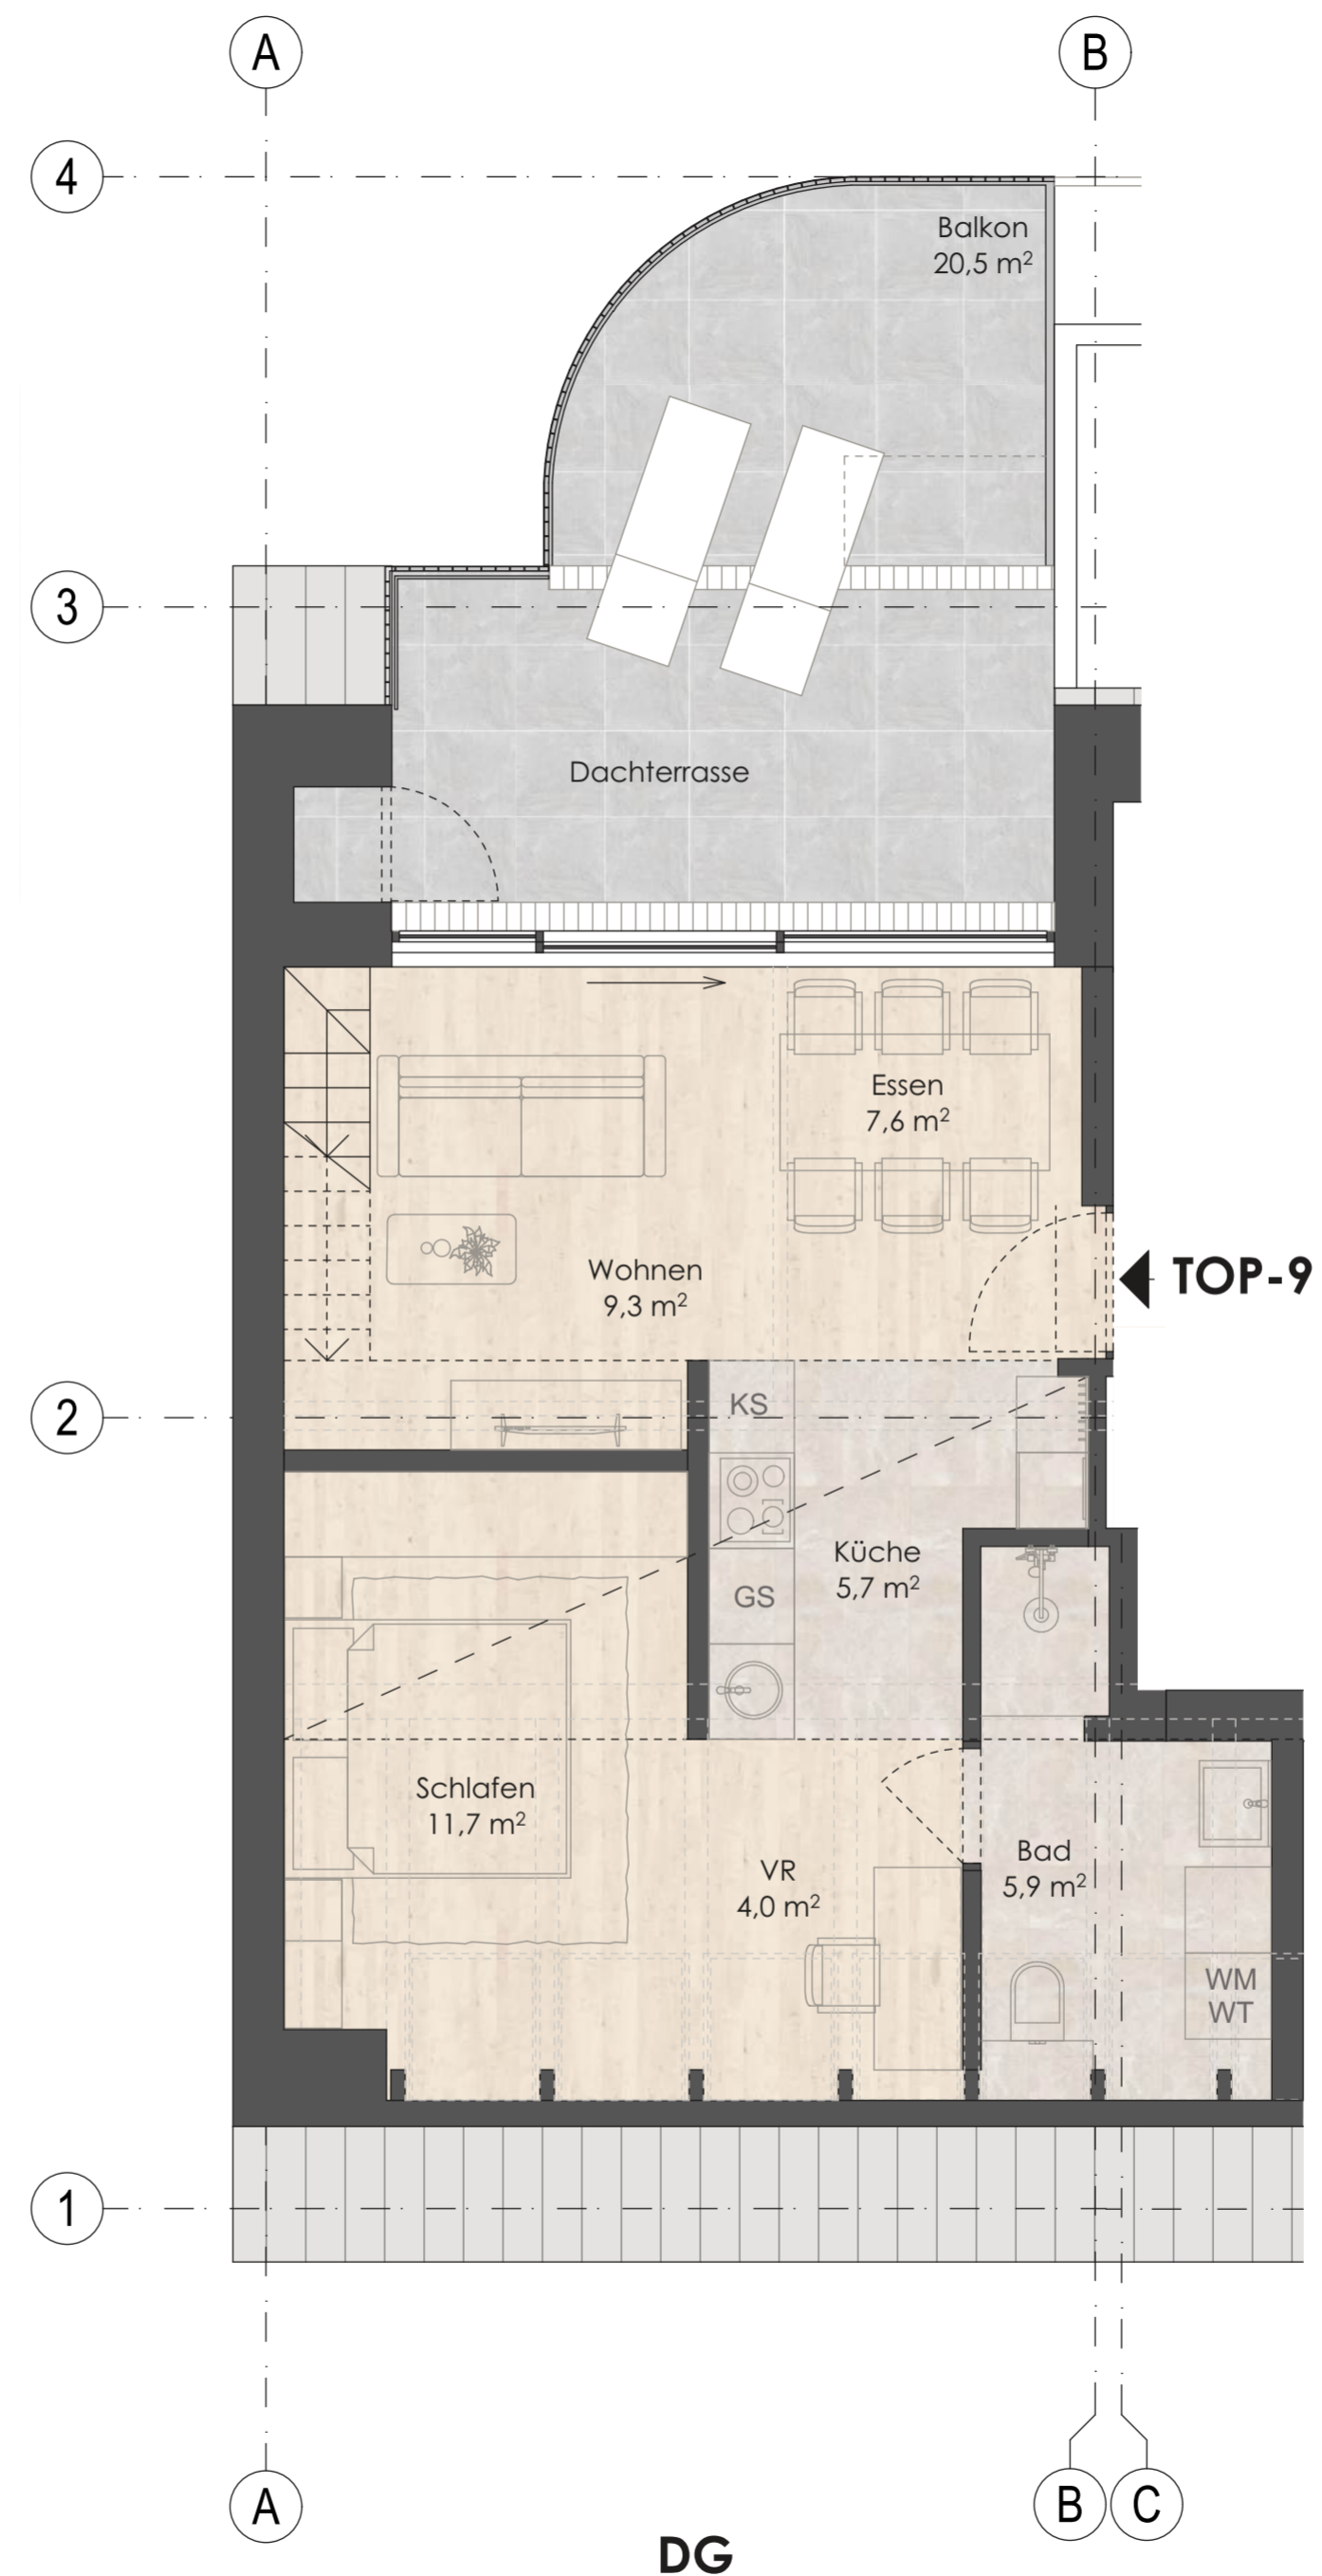 A
B
4
Balkon
20,5 m²
3
Dachterrasse
Essen
7,6 m²
Wohnen
9,3 m²
TOP-9
2
KS
Küche
5,7 m²
GS
Schlafen
11,7 m²
VR
4,0 m²
Bad
5,9 m²
WM
WT
1
A
B
C
DG